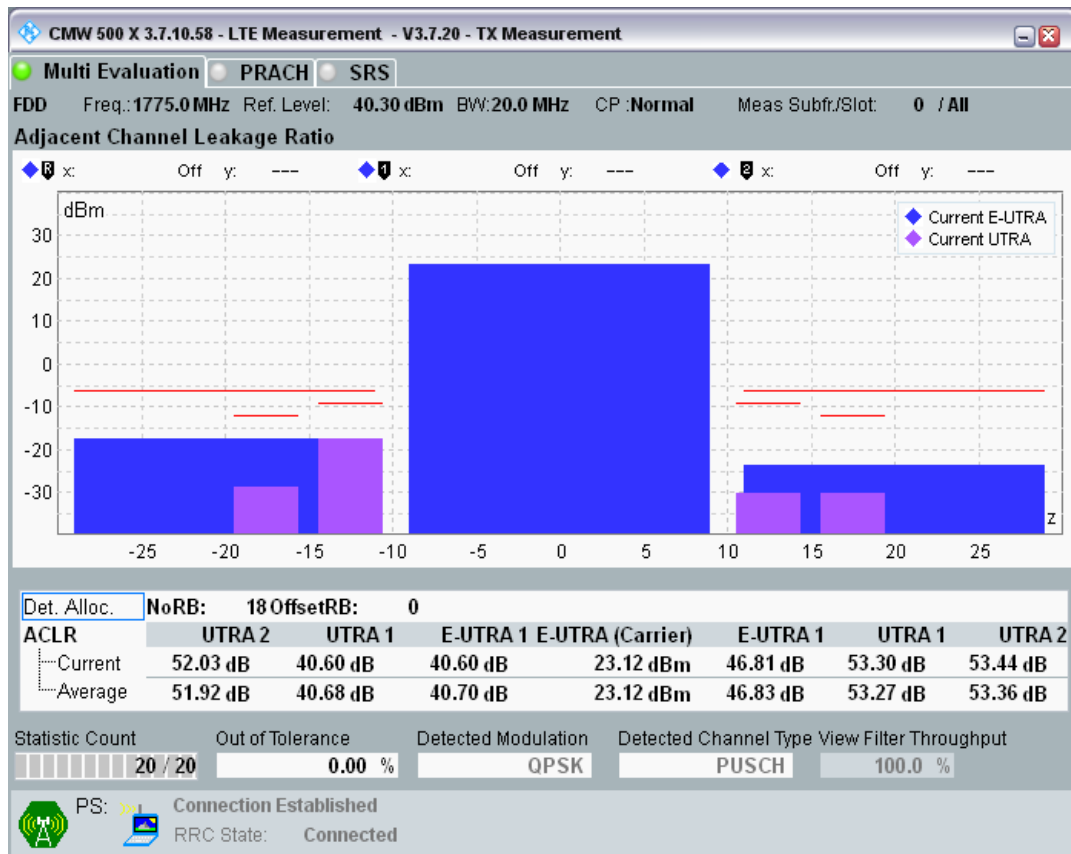 CMW 500 X 3.7.10.58 - LTE Measurement - V3.7.20 - TX Measurement
Multi Evaluation PRACH SRS
FDD Freq.:1775.0 MHz Ref. Level: 40.30 dBm BW:20.0 MHz CP :Normal Meas Subfr./Slot: 0 / All
Adjacent Channel Leakage Ratio
R x: Off y: --- 1 x: Off y: --- 2 x: Off y: ---
dBm
Current E-UTRA
Current UTRA
30
20
10
0
-10
-20
-30
z
-25 -20 -15 -10 -5 0 5 10 15 20 25
Det. Alloc. NoRB: 18 OffsetRB: 0
ACLR UTRA 2 UTRA 1 E-UTRA 1 E-UTRA (Carrier) E-UTRA 1 UTRA 1 UTRA 2
Current 52.03 dB 40.60 dB 40.60 dB 23.12 dBm 46.81 dB 53.30 dB 53.44 dB
Average 51.92 dB 40.68 dB 40.70 dB 23.12 dBm 46.83 dB 53.27 dB 53.36 dB
Statistic Count Out of Tolerance Detected Modulation Detected Channel Type View Filter Throughput
20 / 20 0.00 % QPSK PUSCH 100.0 %
PS: Connection Established
RRC State: Connected